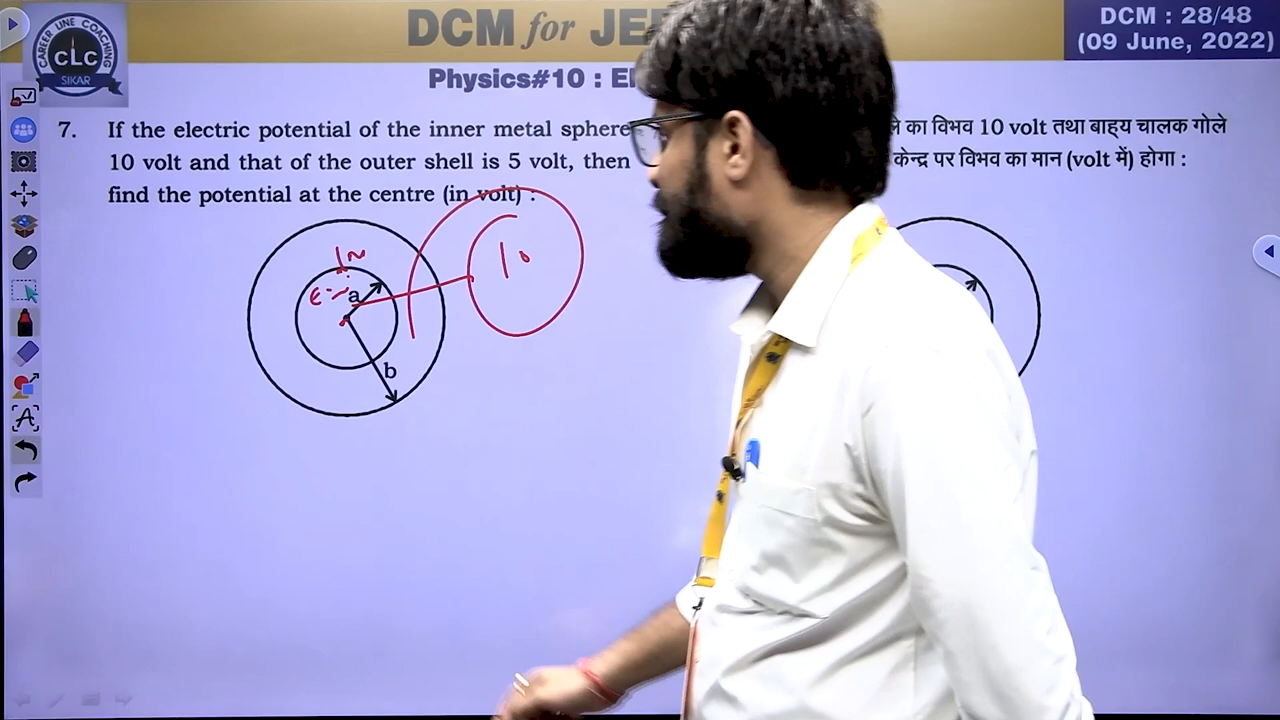 DCM for JEE
DCM : 28/48
(09 June, 2022)
CAREER LINE COACHING
CLC
SIKAR
Physics#10 :
7. If the electric potential of the inner metal sphere
10 volt and that of the outer shell is 5 volt, then
find the potential at the centre (in volt) :
का विभव 10 volt तथा बाह्य चालक गोले
केन्द्र पर विभव का मान (volt में) होगा :
10
a
b